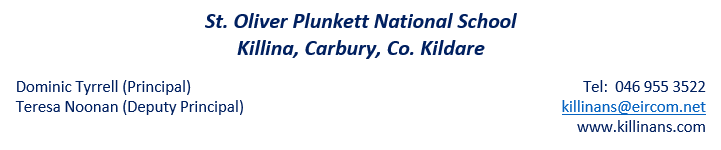 St. Oliver Plunkett National School
Killina, Carbury, Co. Kildare
Dominic Tyrrell (Principal) Tel: 046 955 3522
Teresa Noonan (Deputy Principal) killinans@eircom.net
www.killinans.com